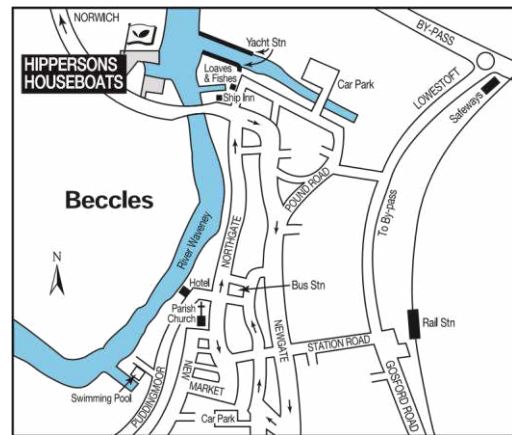 NORWICH
HIPPERSONS
HOUSEBOATS
Yacht Stn
Loaves
& Fishes
Ship Inn
Car Park
BY-PASS
LOWESTOFT
Safeways
Beccles
N
River Waveney
NORTHGATE
POUND ROAD
To By-pass
Hotel
Parish
Church
Bus Stn
NEWGATE
STATION ROAD
Rail Stn
GOSFORD ROAD
Swimming Pool
PUDDINGMOOR
NEW
MARKET
Car Park